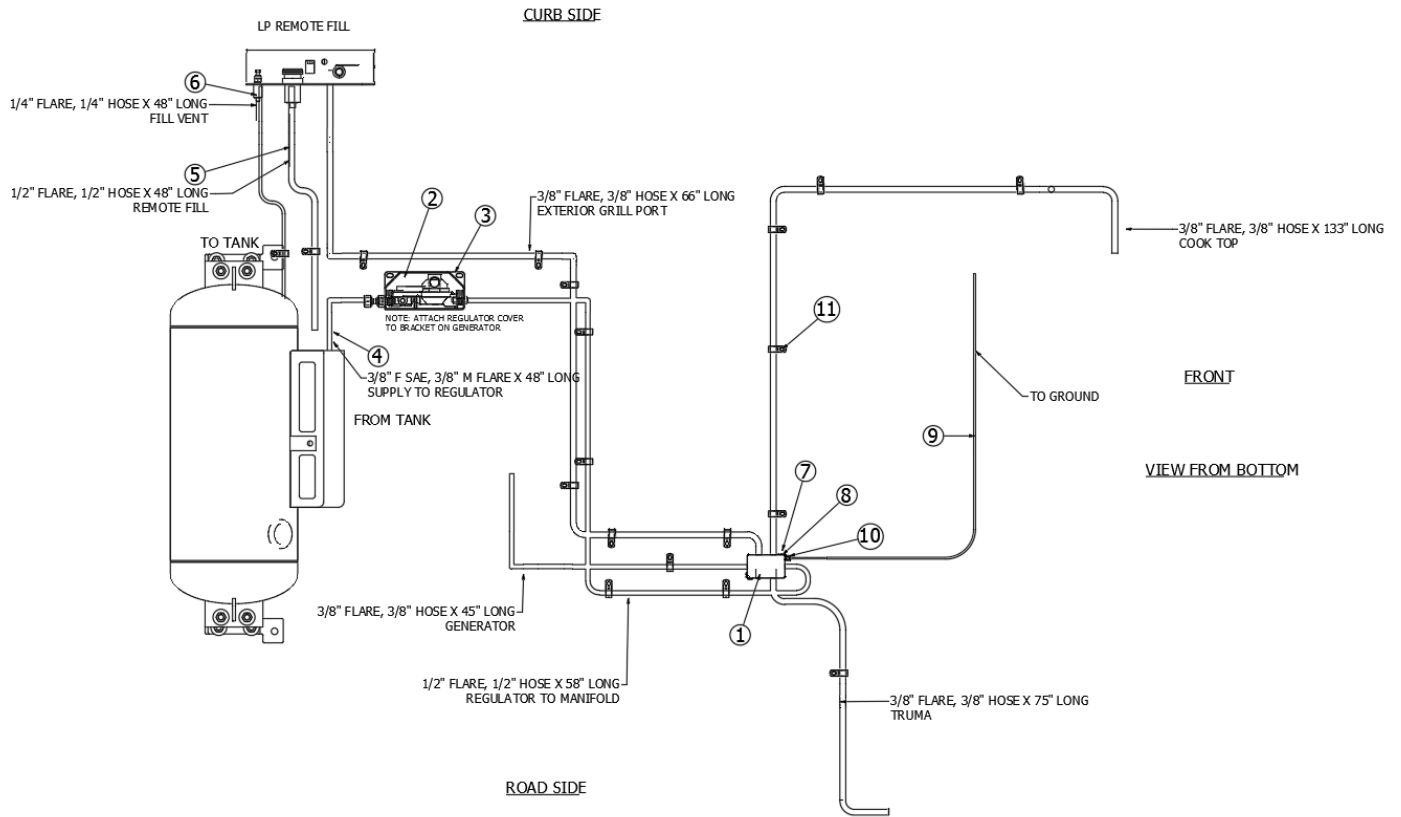 CURB SIDE
LP REMOTE FILL
6
1/4" FLARE, 1/4" HOSE X 48" LONG
FILL VENT
5
1/2" FLARE, 1/2" HOSE X 48" LONG
REMOTE FILL
2
3
3/8" FLARE, 3/8" HOSE X 66" LONG
EXTERIOR GRILL PORT
3/8" FLARE, 3/8" HOSE X 133" LONG
COOK TOP
TO TANK
NOTE: ATTACH REGULATOR COVER
TO BRACKET ON GENERATOR
11
4
3/8" F SAE, 3/8" M FLARE X 48" LONG
SUPPLY TO REGULATOR
FROM TANK
TO GROUND
FRONT
9
VIEW FROM BOTTOM
7
8
10
3/8" FLARE, 3/8" HOSE X 45" LONG
GENERATOR
1
1/2" FLARE, 1/2" HOSE X 58" LONG
REGULATOR TO MANIFOLD
3/8" FLARE, 3/8" HOSE X 75" LONG
TRUMA
ROAD SIDE